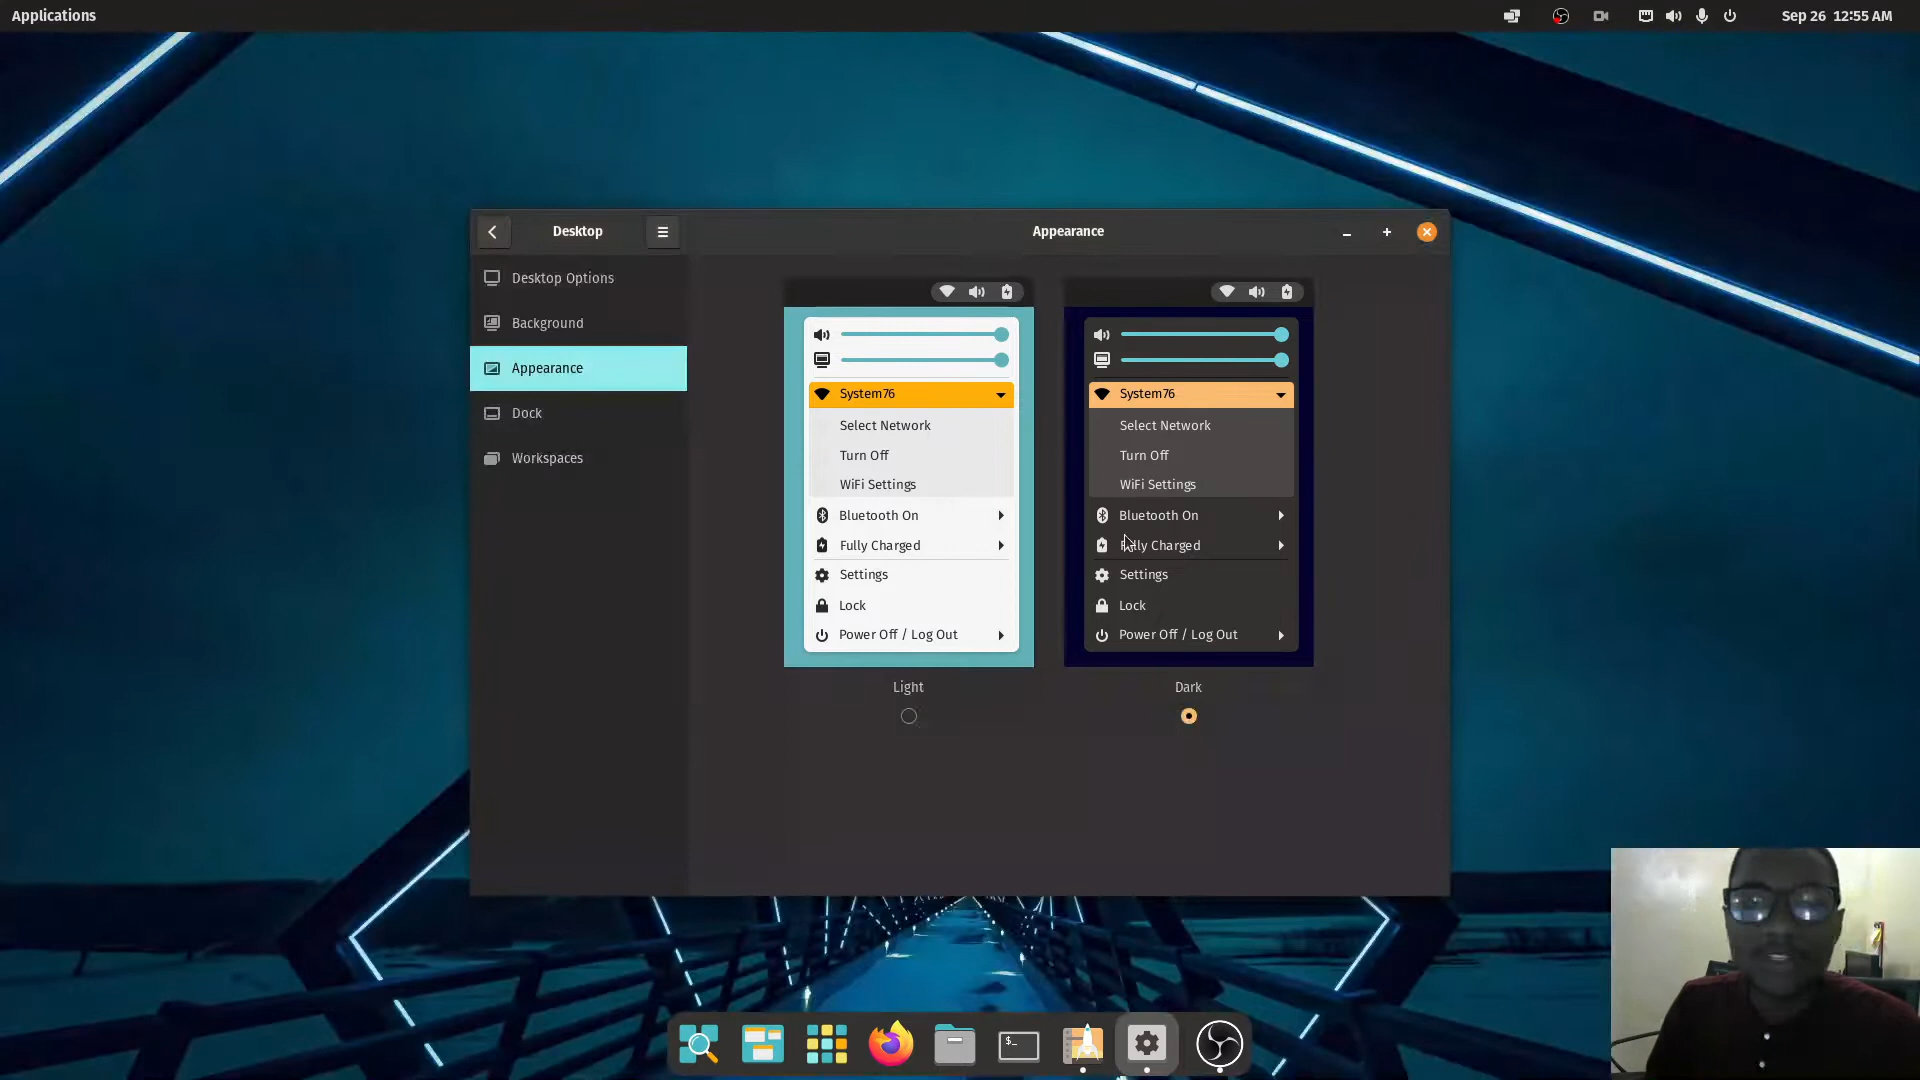 Applications
Sep 26 12:55 AM
Desktop
Appearance
Desktop Options
Background
Appearance
Dock
Workspaces
System76
Select Network
Turn Off
WiFi Settings
Bluetooth On
Fully Charged
Settings
Lock
Power Off / Log Out
Light
System76
Select Network
Turn Off
WiFi Settings
Bluetooth On
Fully Charged
Settings
Lock
Power Off / Log Out
Dark
$_